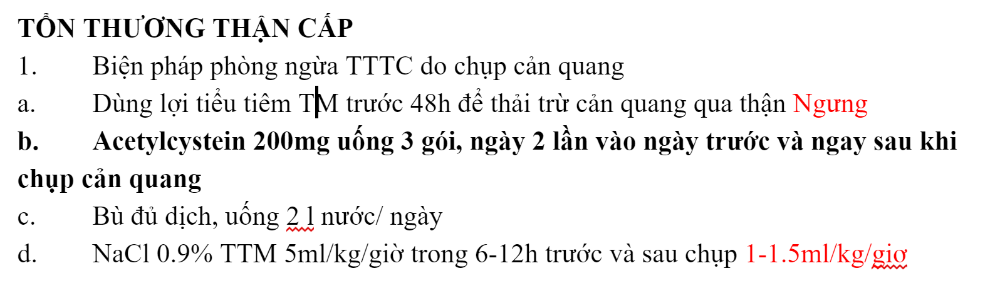 TỔN THƯƠNG THẬN CẤP
1. Biện pháp phòng ngừa TTTC do chụp cản quang
a. Dùng lợi tiểu tiêm TM trước 48h để thải trừ cản quang qua thận Ngưng
b. Acetylcystein 200mg uống 3 gói, ngày 2 lần vào ngày trước và ngay sau khi
chụp cản quang
c. Bù đủ dịch, uống 2 l nước/ ngày
d. NaCl 0.9% TTM 5ml/kg/giờ trong 6-12h trước và sau chụp 1-1.5ml/kg/giơ